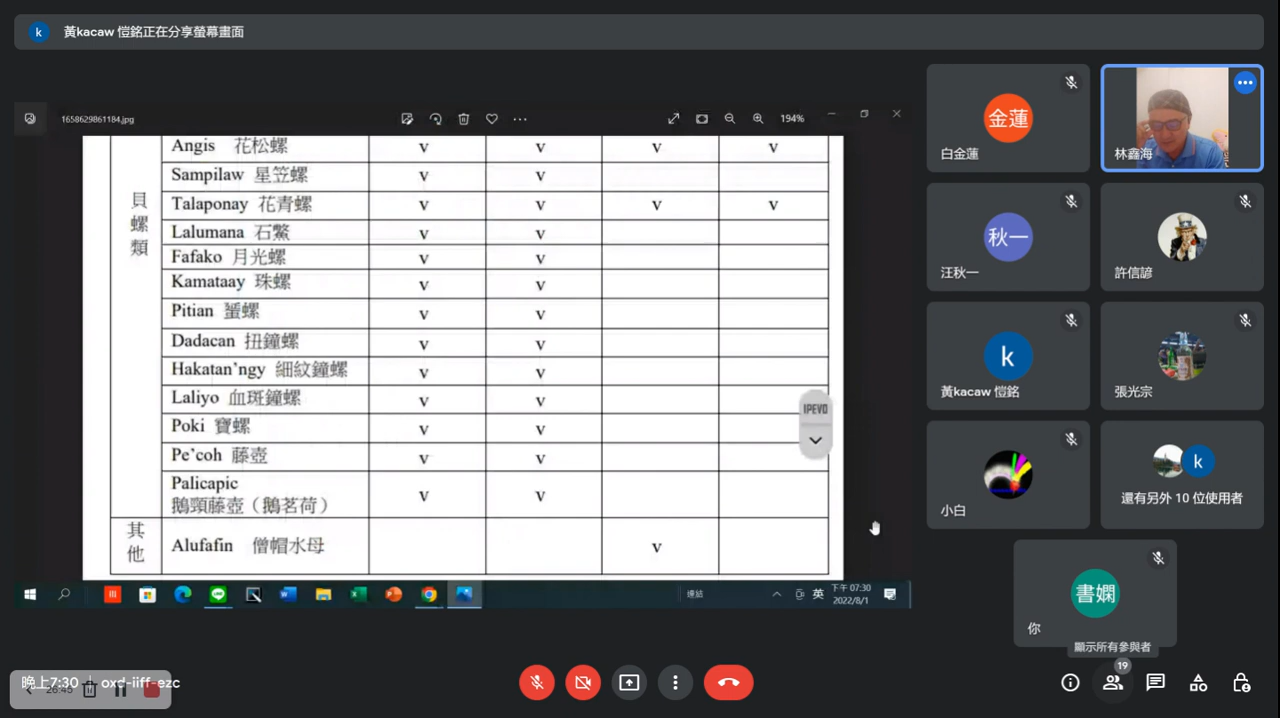 k 黃kacaw 愷銘正在分享螢幕畫面
1658629861184.jpg
194%
貝螺類
Angis 花松螺 v v v v
Sampilaw 星笠螺 v v
Talaponay 花青螺 v v v v
Lalumana 石鱉 v v
Fafako 月光螺 v v
Kamataay 珠螺 v v
Pitian 蜑螺 v v
Dadacan 扭鐘螺 v v
Hakatan'ngy 細紋鐘螺 v v
Laliyo 血斑鐘螺 v v
Poki 寶螺 v v
Pe'coh 藤壺 v v
Palicapic
鵝頸藤壺（鵝茗荷） v v
其他
Alufafin 僧帽水母 v
IPEVO
連結
英
下午 07:30
2022/8/1
金蓮
白金蓮
林鑫海
秋一
汪秋一
許信諺
k
黃kacaw 愷銘
張光宗
小白
k
還有另外 10 位使用者
書嫻
你
顯示所有參與者
晚上7:30 | oxd-iiff-ezc
26:45
19